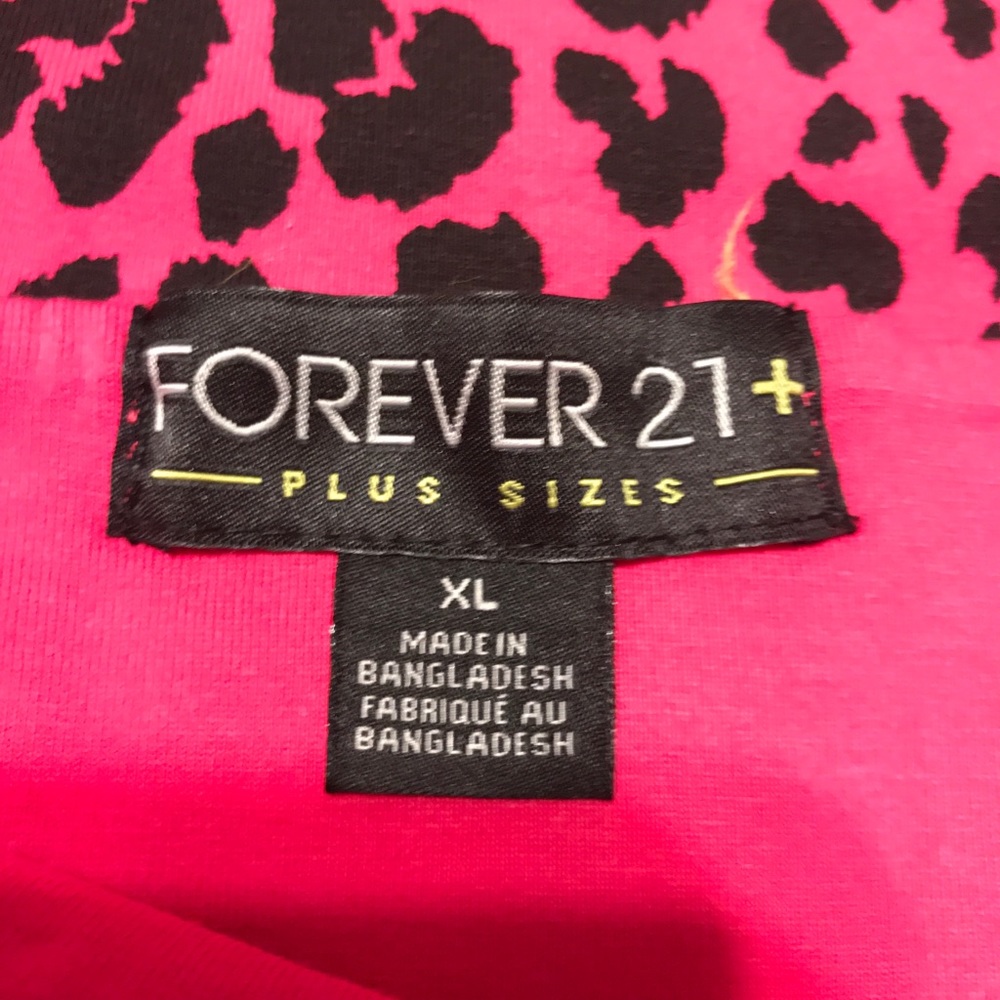 FOREVER 21+
PLUS SIZES
XL
MADE IN
BANGLADESH
FABRIQUÉ AU
BANGLADESH